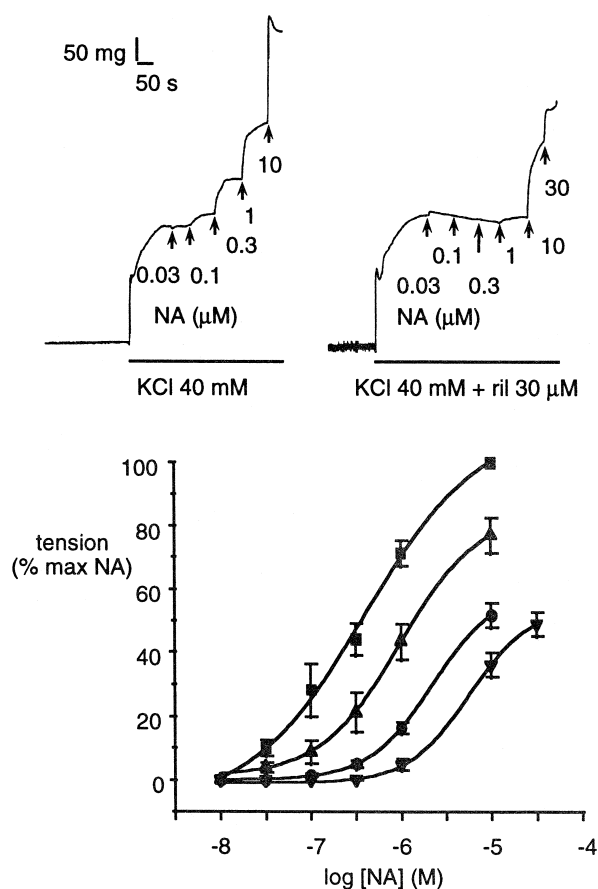 50 mg
50 s
10
1
0.3
0.03 0.1
NA (μM)
KCl 40 mM
30
10
1
0.1
0.3
0.03
NA (μM)
KCl 40 mM + ril 30 μM
tension
(% max NA)
100
80
60
40
20
0
-8 -7 -6 -5 -4
log [NA] (M)